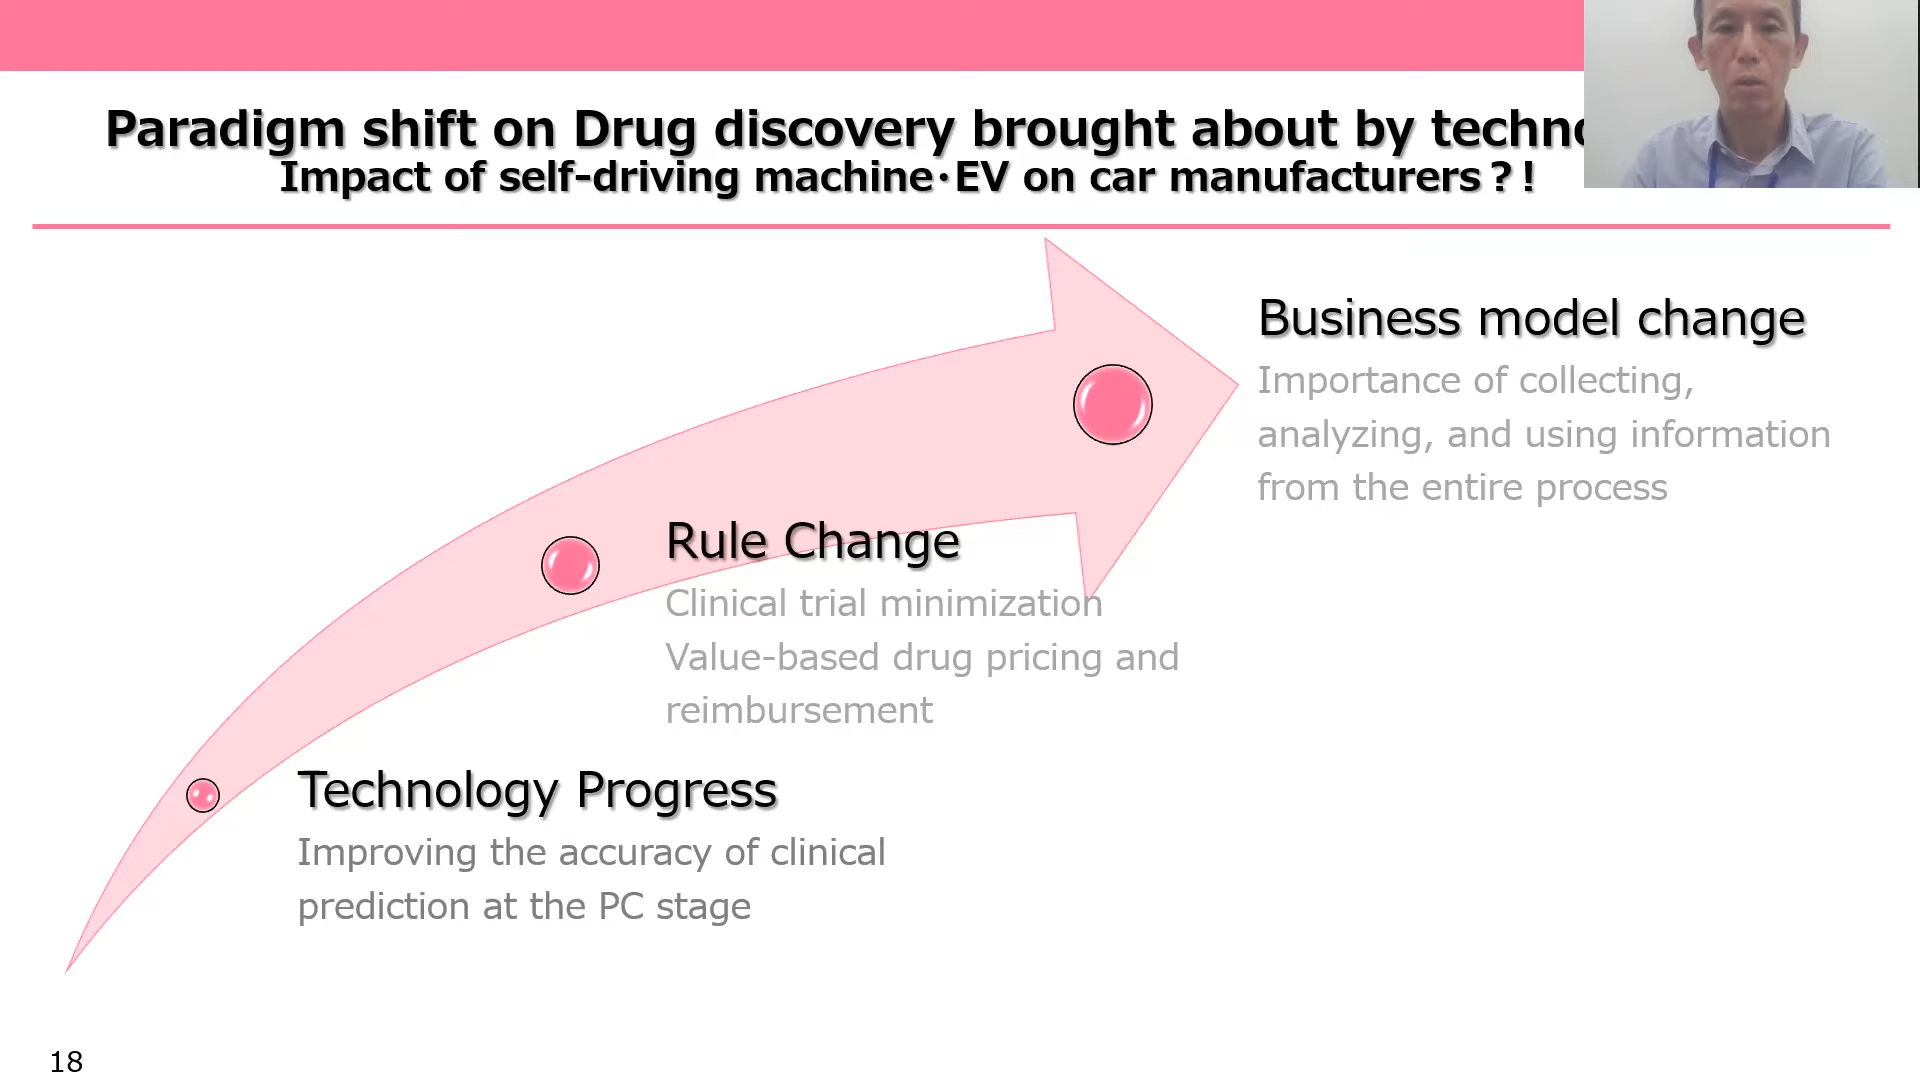 Paradigm shift on Drug discovery brought about by
Impact of self-driving machine･EV on car manufacturers？!
Business model change
Importance of collecting,
analyzing, and using information
from the entire process
Rule Change
Clinical trial minimization
Value-based drug pricing and
reimbursement
Technology Progress
Improving the accuracy of clinical
prediction at the PC stage
18